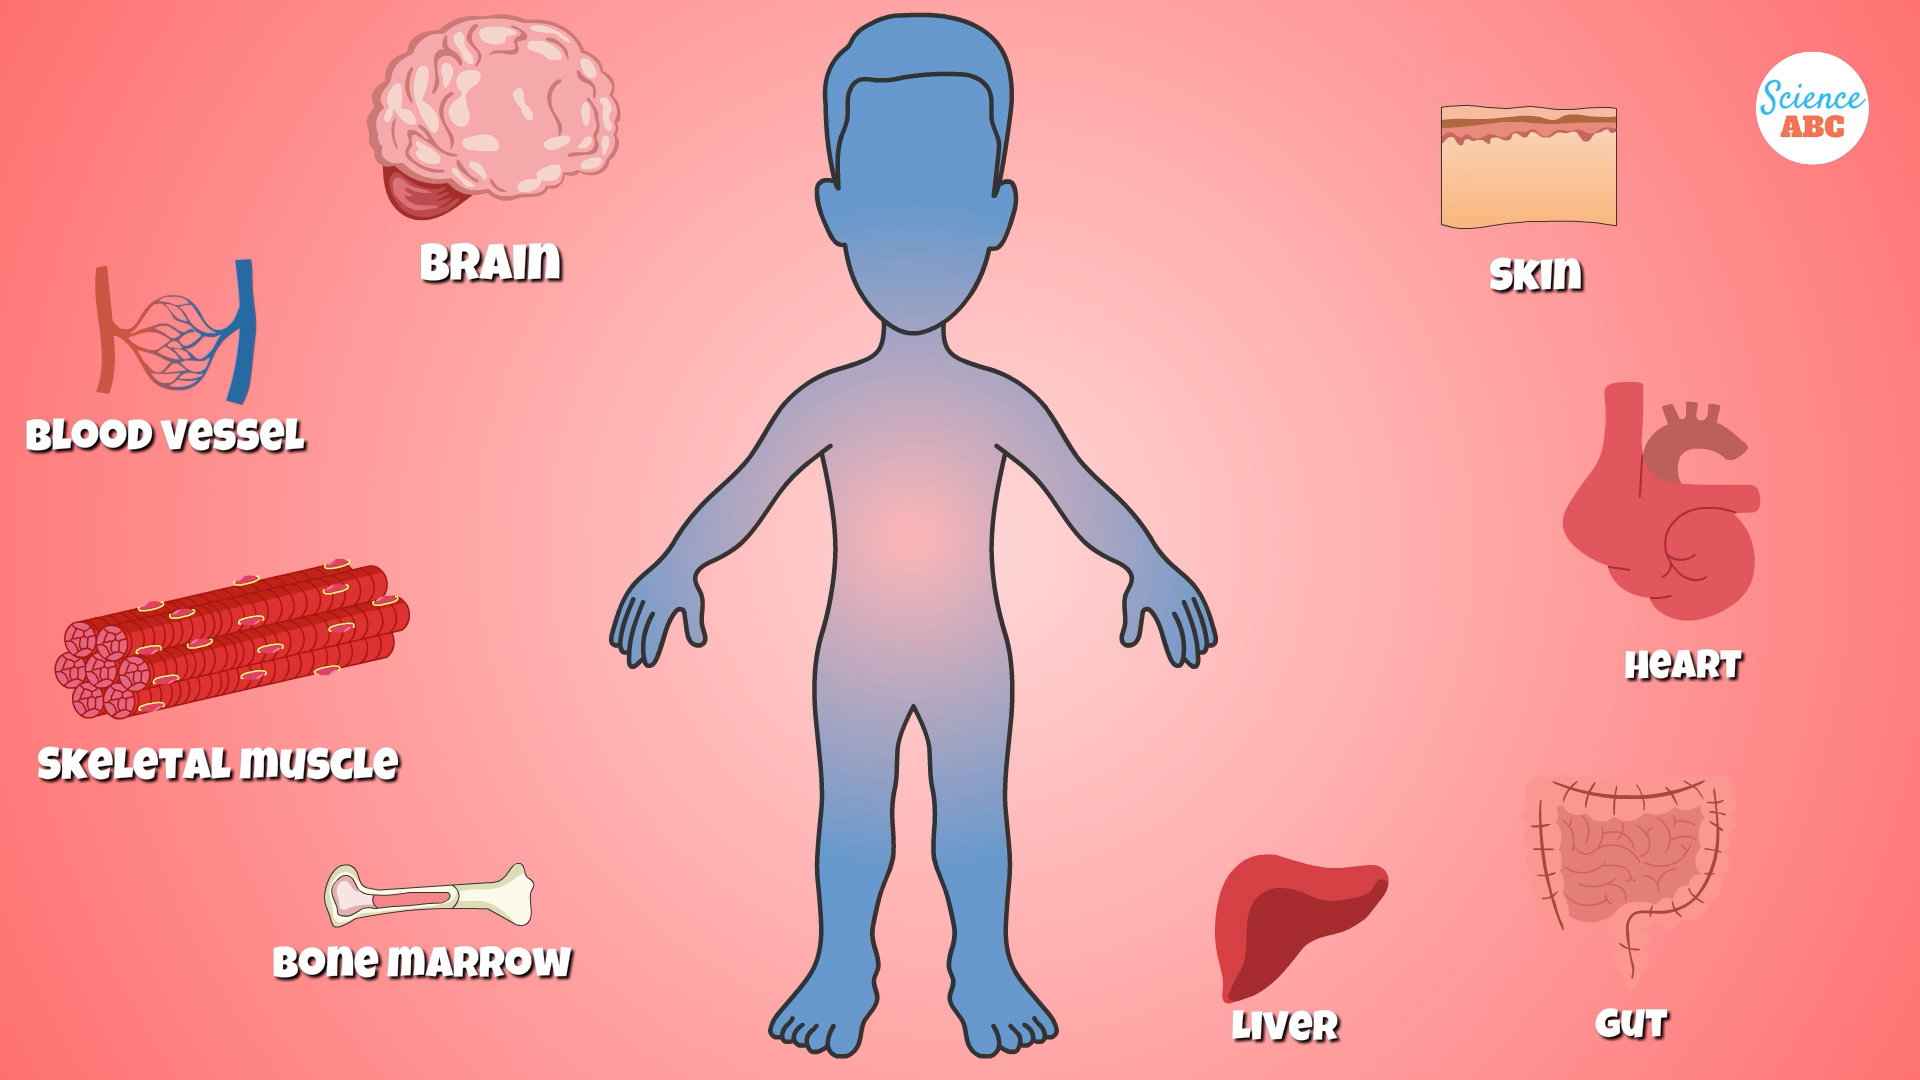 Science
ABC
BRAIN
SKIN
BLOOD VESSEL
HEART
SKELETAL MUSCLE
BONE MARROW
LIVER
GUT